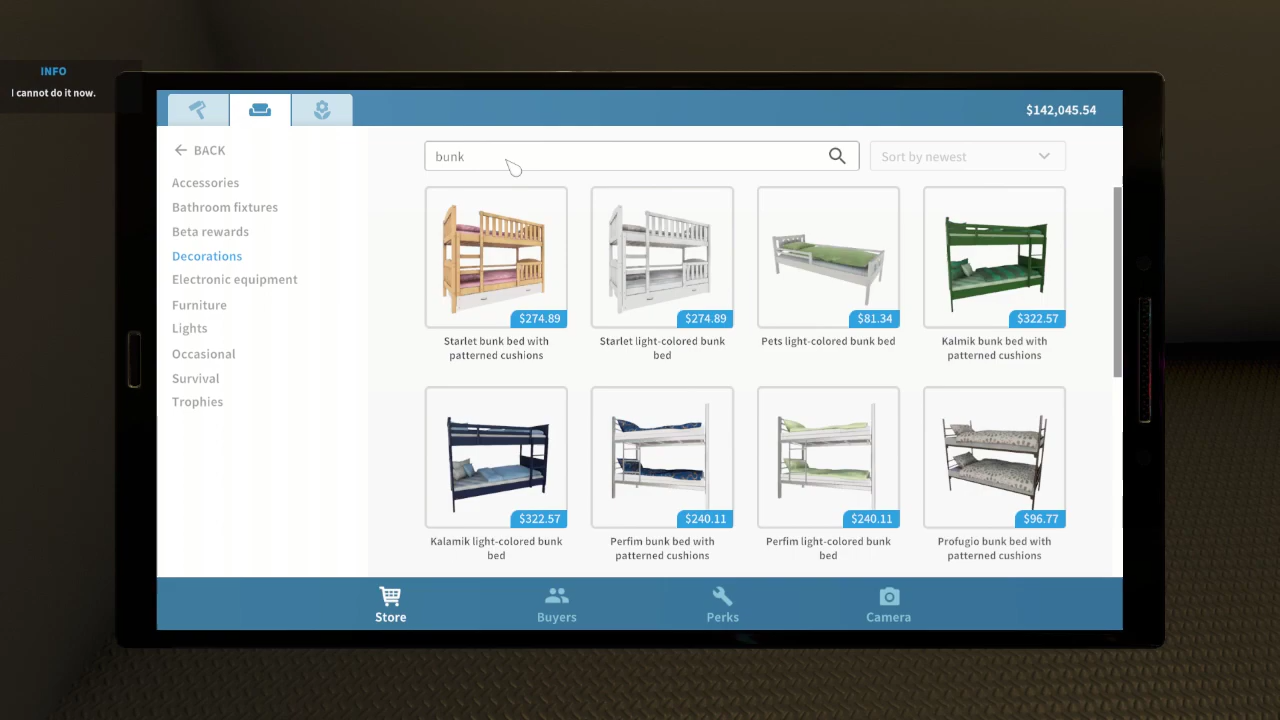 INFO
I cannot do it now.
$142,045.54
BACK
Accessories
Bathroom fixtures
Beta rewards
Decorations
Electronic equipment
Furniture
Lights
Occasional
Survival
Trophies
bunk
Sort by newest
$274.89
Starlet bunk bed with
patterned cushions
$274.89
Starlet light-colored bunk
bed
$81.34
Pets light-colored bunk bed
$322.57
Kalmik bunk bed with
patterned cushions
$322.57
Kalamik light-colored bunk
bed
$240.11
Perfim bunk bed with
patterned cushions
$240.11
Perfim light-colored bunk
bed
$96.77
Profugio bunk bed with
patterned cushions
Store
Buyers
Perks
Camera